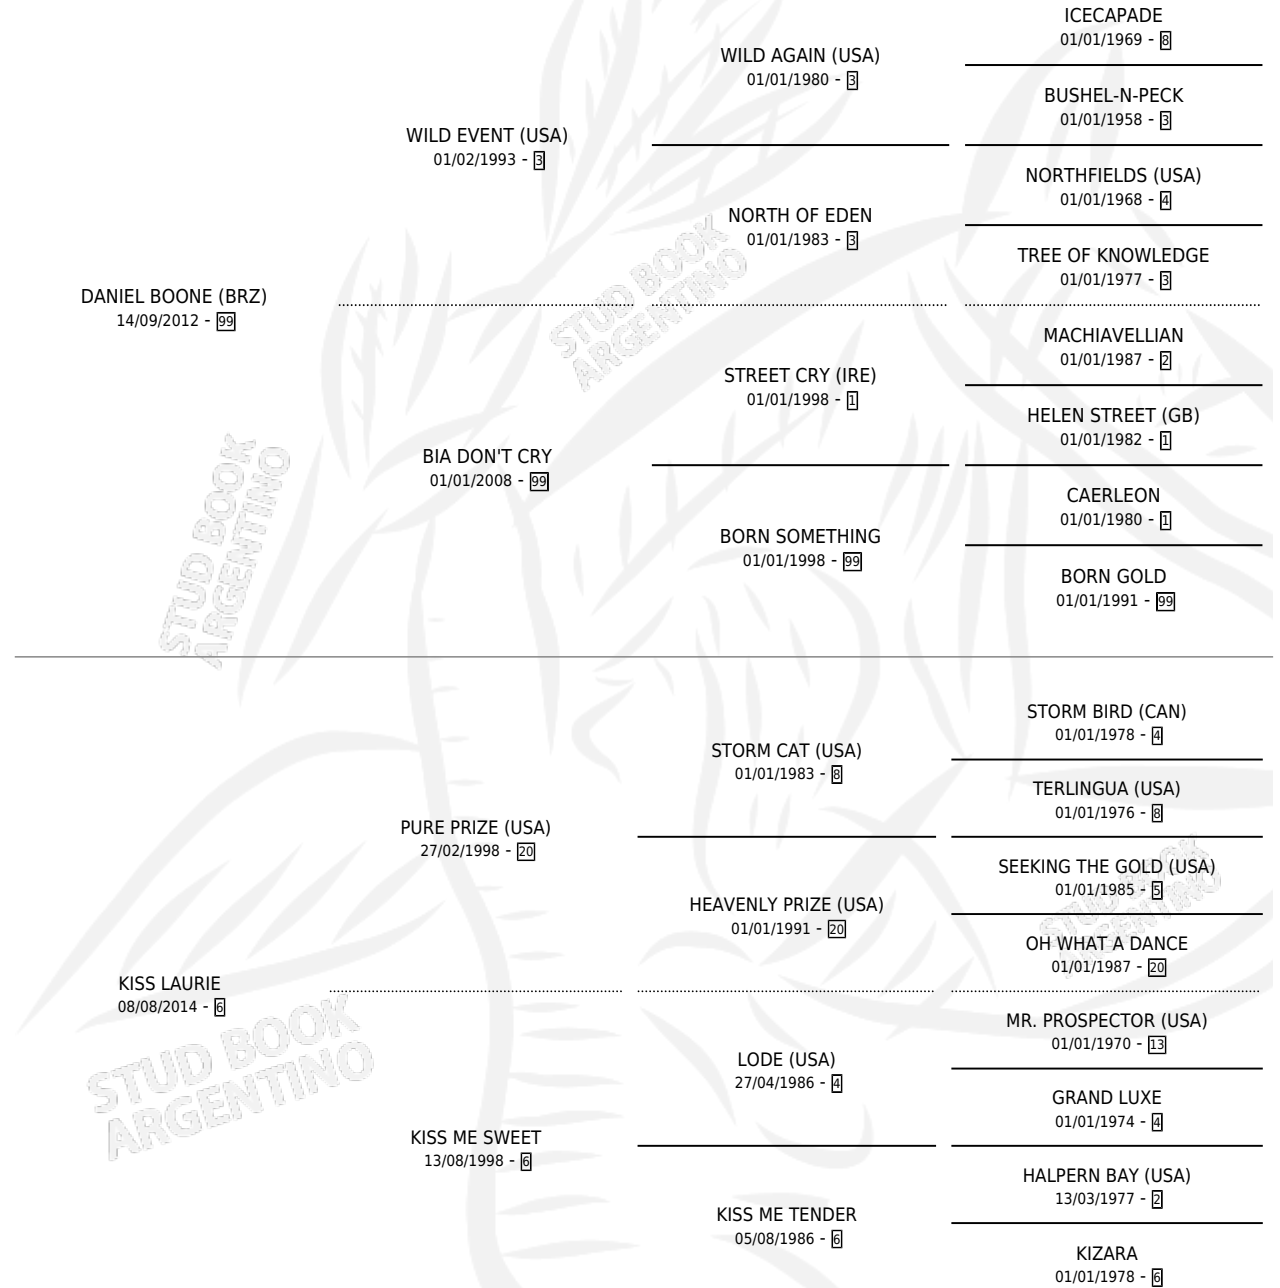 ICECAPADE
01/01/1969 - 8
WILD AGAIN (USA)
01/01/1980 - 3
BUSHEL-N-PECK
01/01/1958 - 3
WILD EVENT (USA)
01/02/1993 - 3
NORTHFIELDS (USA)
01/01/1968 - 4
NORTH OF EDEN
01/01/1983 - 3
TREE OF KNOWLEDGE
01/01/1977 - 3
DANIEL BOONE (BRZ)
14/09/2012 - 99
STUD BOOK
ARGENTINO
MACHIAVELLIAN
01/01/1987 - 2
STREET CRY (IRE)
01/01/1998 - 1
HELEN STREET (GB)
01/01/1982 - 1
BIA DON'T CRY
01/01/2008 - 99
CAERLEON
01/01/1980 - 1
BORN SOMETHING
01/01/1998 - 99
BORN GOLD
01/01/1991 - 99
STUD BOOK
ARGENTINO
STORM BIRD (CAN)
01/01/1978 - 4
STORM CAT (USA)
01/01/1983 - 8
TERLINGUA (USA)
01/01/1976 - 8
PURE PRIZE (USA)
27/02/1998 - 20
SEEKING THE GOLD (USA)
01/01/1985 - 5
HEAVENLY PRIZE (USA)
01/01/1991 - 20
OH WHAT A DANCE
01/01/1987 - 20
STUD BOOK
ARGENTINO
KISS LAURIE
08/08/2014 - 6
MR. PROSPECTOR (USA)
01/01/1970 - 13
LODE (USA)
27/04/1986 - 4
GRAND LUXE
01/01/1974 - 4
STUD BOOK
ARGENTINO
KISS ME SWEET
13/08/1998 - 6
HALPERN BAY (USA)
13/03/1977 - 2
KISS ME TENDER
05/08/1986 - 6
KIZARA
01/01/1978 - 6